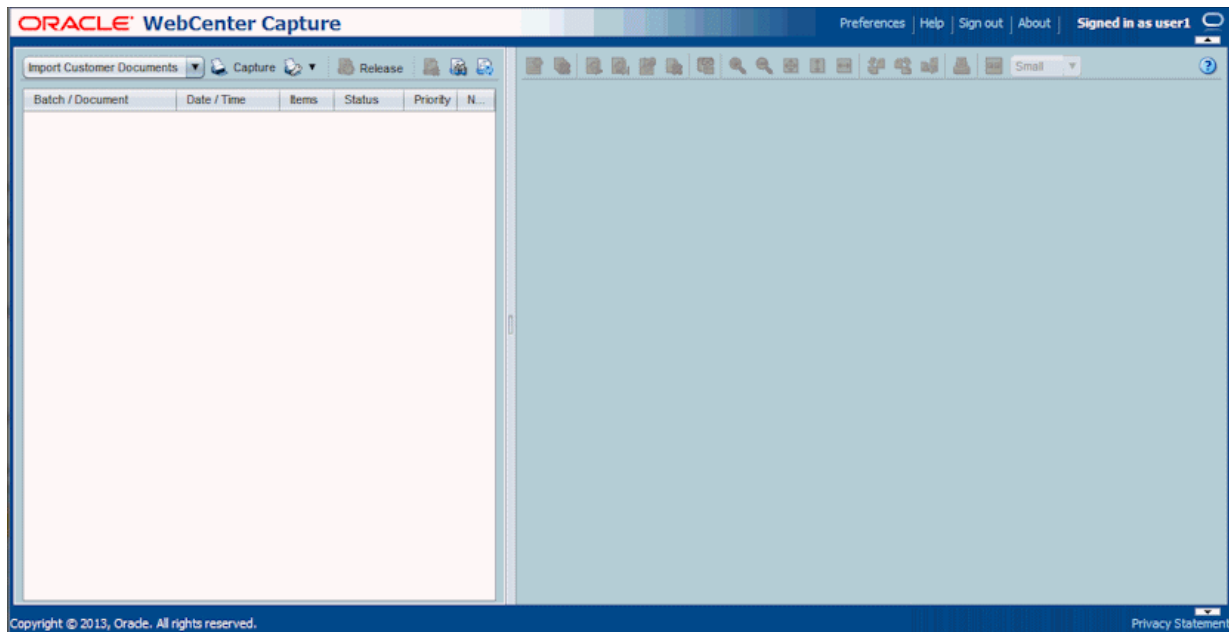 ORACLE WebCenter Capture
Preferences | Help | Sign out | About | Signed in as user1
Import Customer Documents Capture Release Small
Batch / Document Date / Time Items Status Priority N...
Copyright © 2013, Oracle. All rights reserved. Privacy Statement